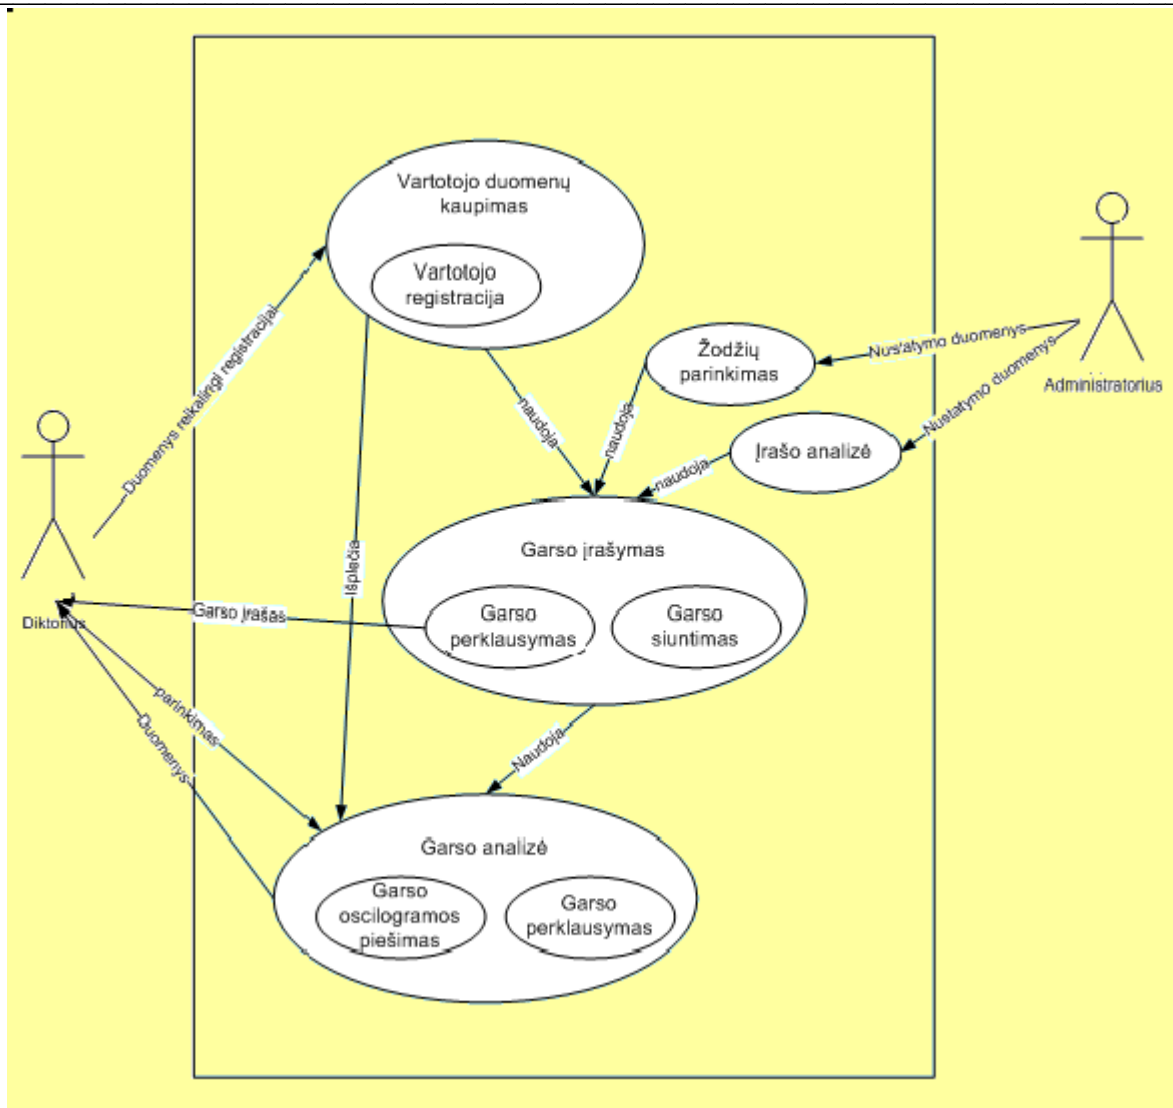 Vartotojo duomenų
kaupimas
Vartotojo
registracija
Duomenys reikalingi registracijai
Žodžių
parinkimas
Nustatymo duomenys
Nustatymo duomenys
Administratorius
Įrašo analizė
naudoja
naudoja
naudoja
Garso įrašymas
Garso
perklausymas
Garso
siuntimas
Išplečia
Garso įrašas
Diktorius
parinkimas
Duomenys
Naudoja
Garso analizė
Garso
oscilogramos
piešimas
Garso
perklausymas